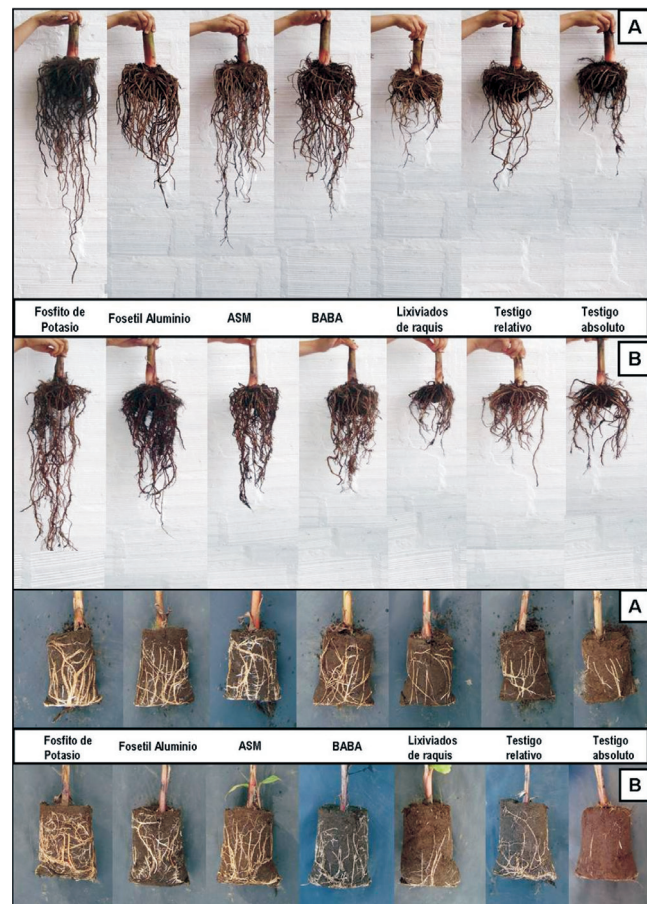 A
Fosfito de Potasio
Fosetil Aluminio
ASM
BABA
Lixiviados de raquis
Testigo relativo
Testigo absoluto
B
A
Fosfito de Potasio
Fosetil Aluminio
ASM
BABA
Lixiviados de raquis
Testigo relativo
Testigo absoluto
B